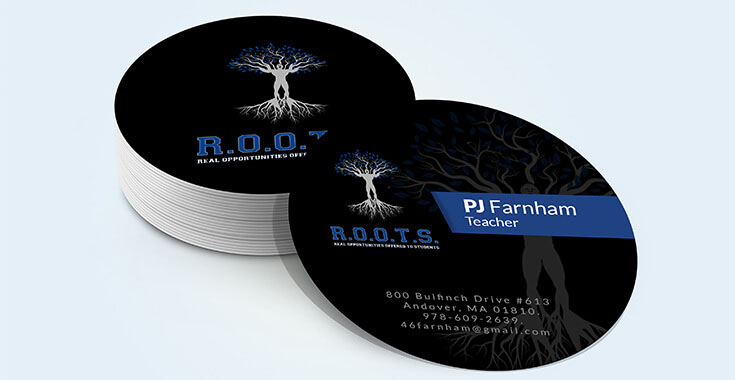 R.O.O.
REAL OPPORTUNITIES OFFE
R.O.O.T.S.
REAL OPPORTUNITIES OFFERED TO STUDENTS
PJ Farnham
Teacher
800 Bulfinch Drive #613
Andover, MA 01810,
978-609-2639,
46farnham@gmail.com